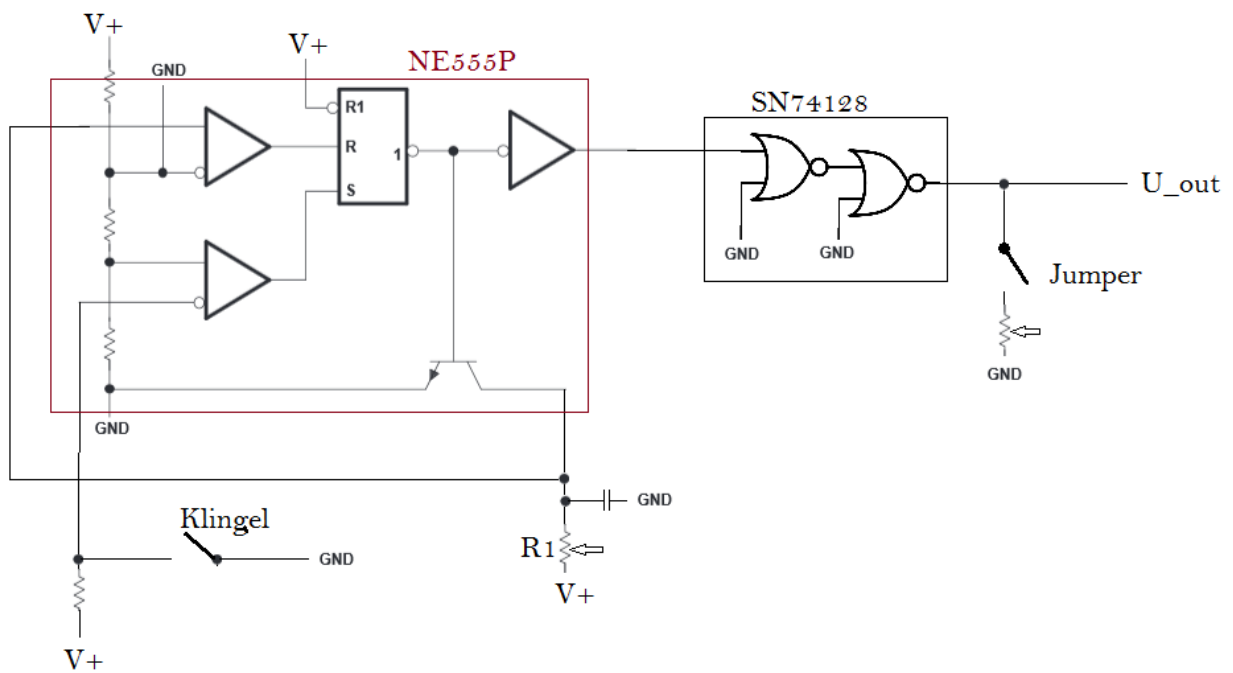 V+
V+
NE555P
GND
R1
R
1
S
SN74128
GND
GND
U_out
Jumper
GND
GND
Klingel
GND
GND
R1
V+
V+